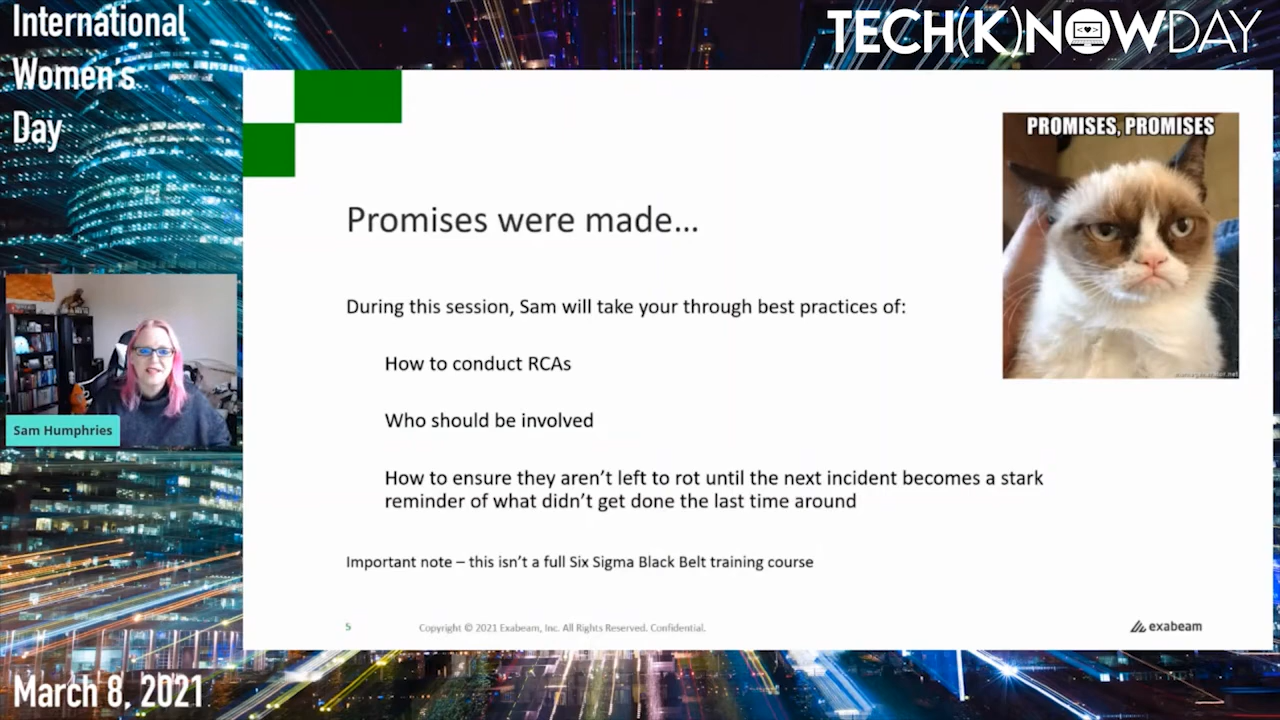 International
Women's
Day
TECH(K)NOWDAY
PROMISES, PROMISES
Promises were made...
During this session, Sam will take your through best practices of:
How to conduct RCAs
Who should be involved
How to ensure they aren't left to rot until the next incident becomes a stark
reminder of what didn't get done the last time around
Important note – this isn't a full Six Sigma Black Belt training course
Sam Humphries
5
Copyright © 2021 Exabeam, Inc. All Rights Reserved. Confidential.
exabeam
March 8, 2021